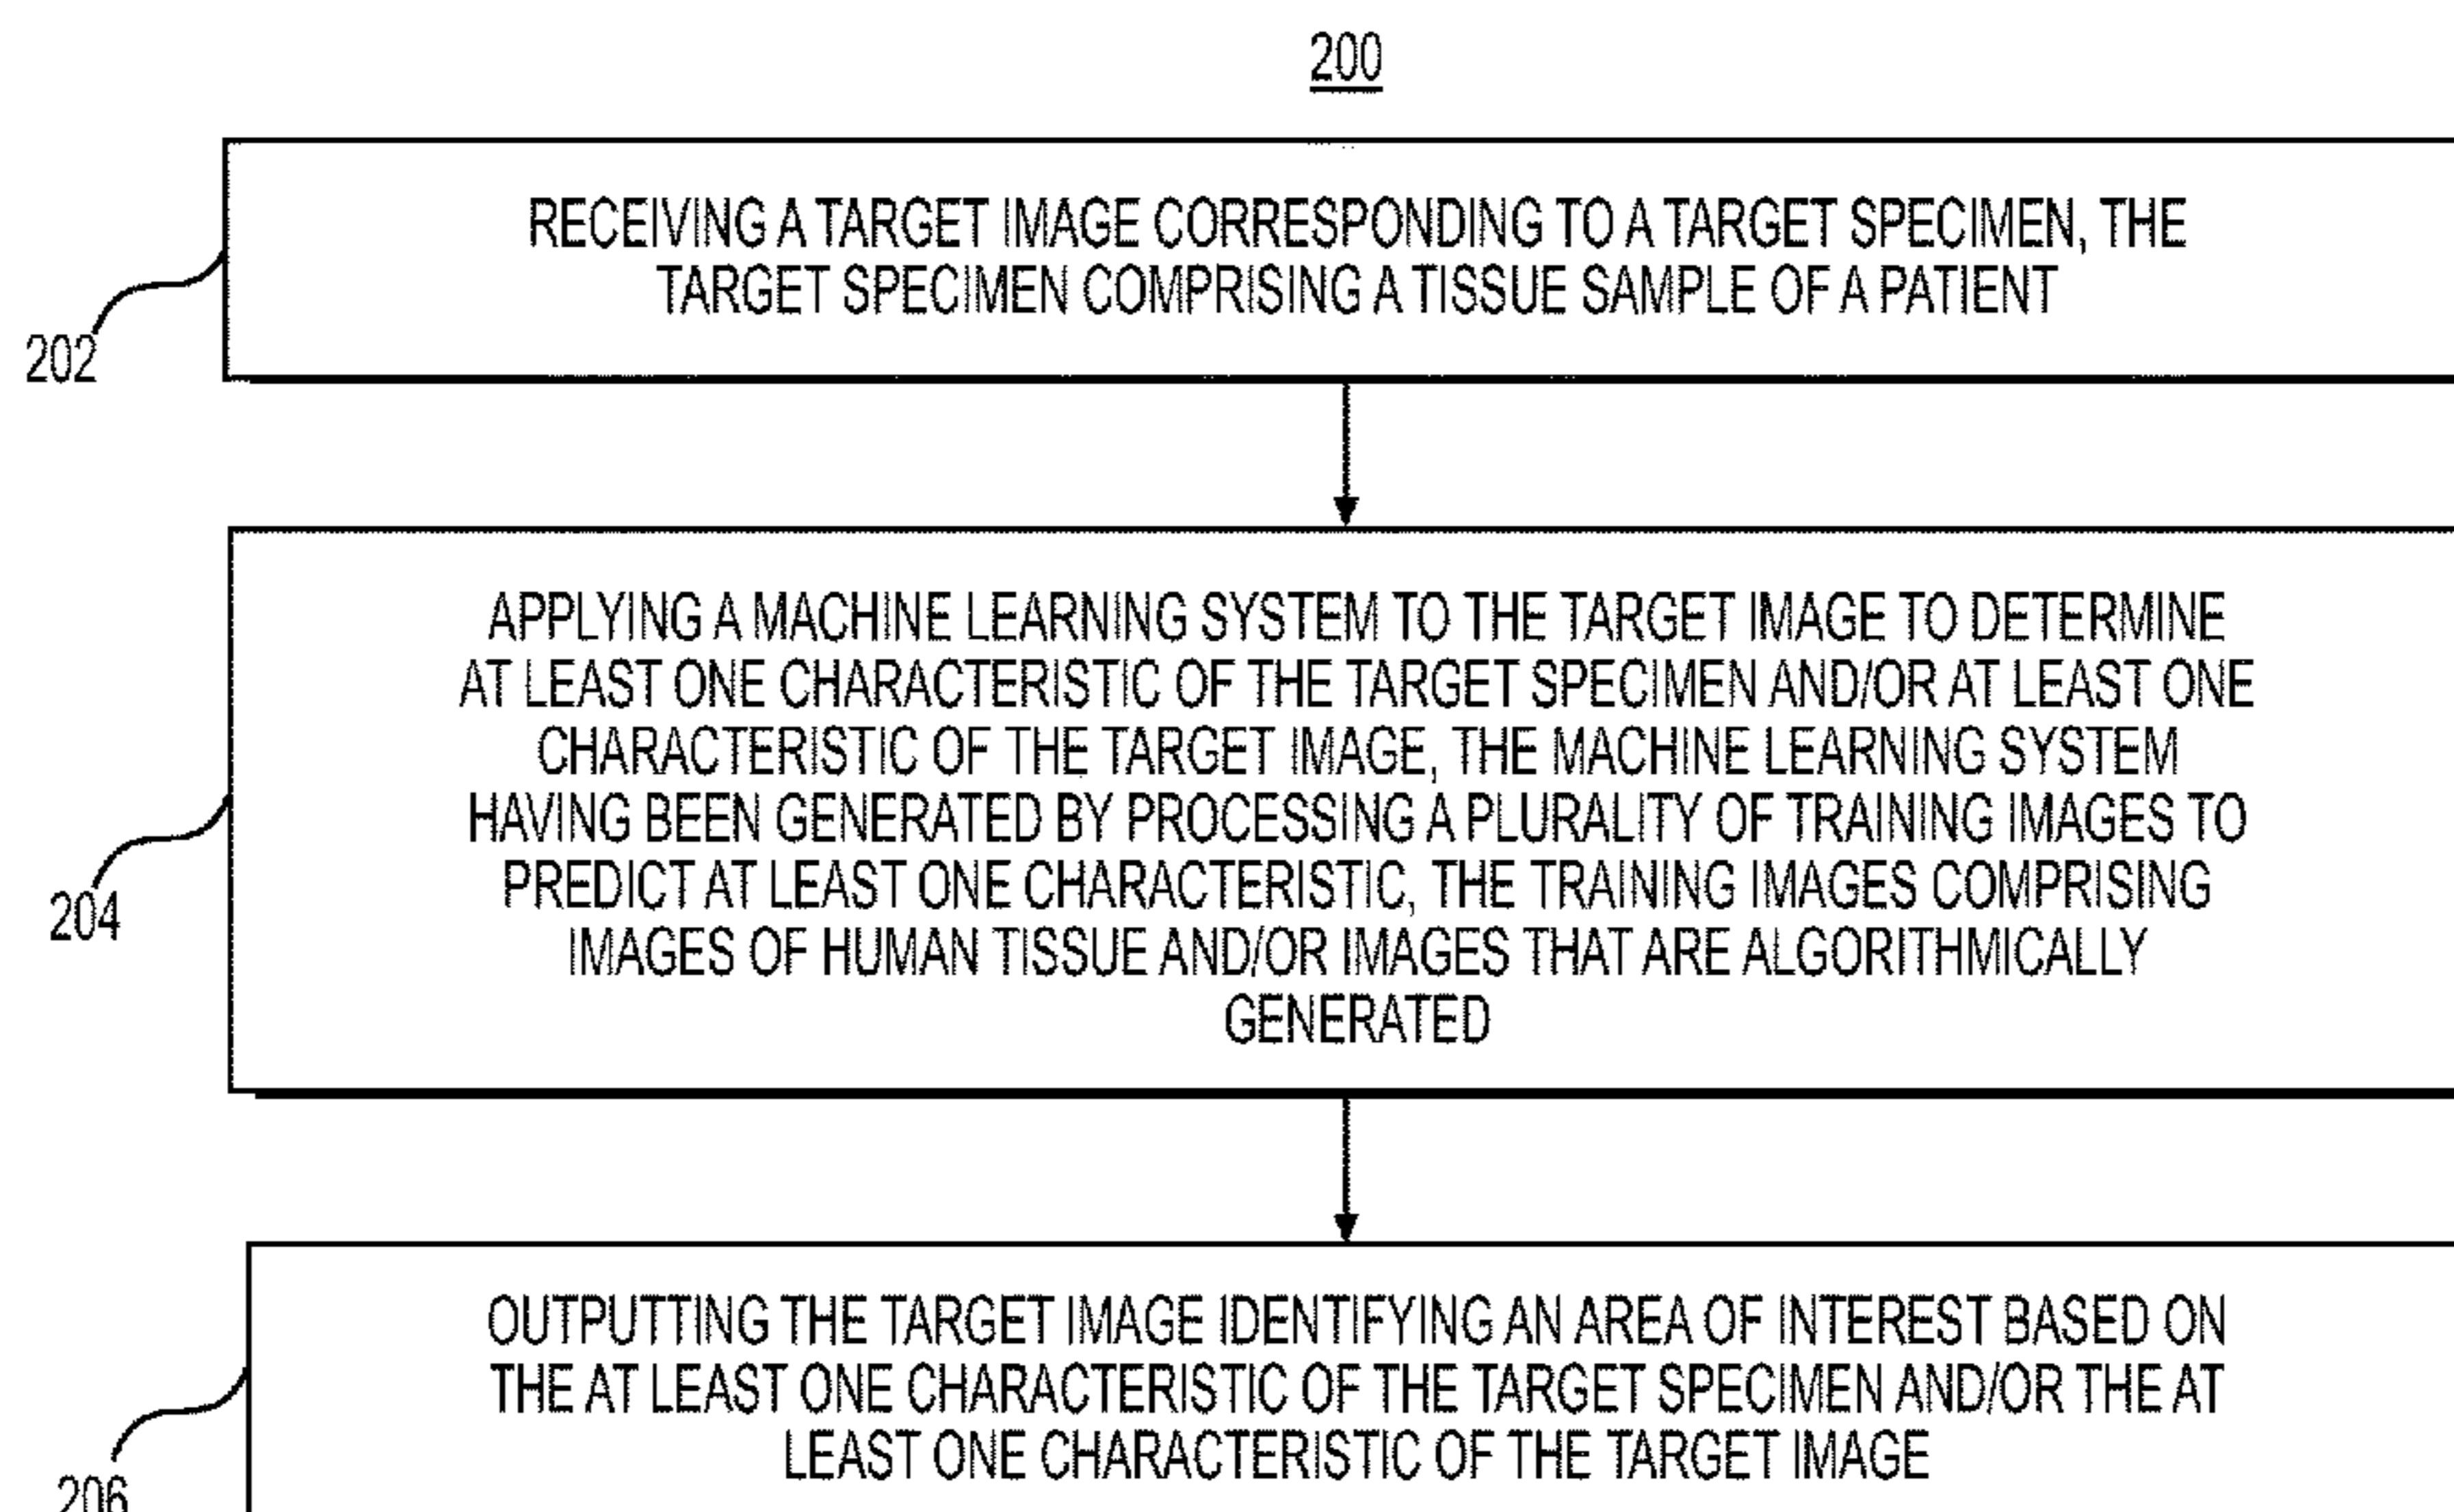 200
RECEIVING A TARGET IMAGE CORRESPONDING TO A TARGET SPECIMEN, THE
TARGET SPECIMEN COMPRISING A TISSUE SAMPLE OF A PATIENT
202
APPLYING A MACHINE LEARNING SYSTEM TO THE TARGET IMAGE TO DETERMINE
AT LEAST ONE CHARACTERISTIC OF THE TARGET SPECIMEN AND/OR AT LEAST ONE
CHARACTERISTIC OF THE TARGET IMAGE, THE MACHINE LEARNING SYSTEM
HAVING BEEN GENERATED BY PROCESSING A PLURALITY OF TRAINING IMAGES TO
PREDICT AT LEAST ONE CHARACTERISTIC, THE TRAINING IMAGES COMPRISING
IMAGES OF HUMAN TISSUE AND/OR IMAGES THAT ARE ALGORITHMICALLY
GENERATED
204
OUTPUTTING THE TARGET IMAGE IDENTIFYING AN AREA OF INTEREST BASED ON
THE AT LEAST ONE CHARACTERISTIC OF THE TARGET SPECIMEN AND/OR THE AT
LEAST ONE CHARACTERISTIC OF THE TARGET IMAGE
206